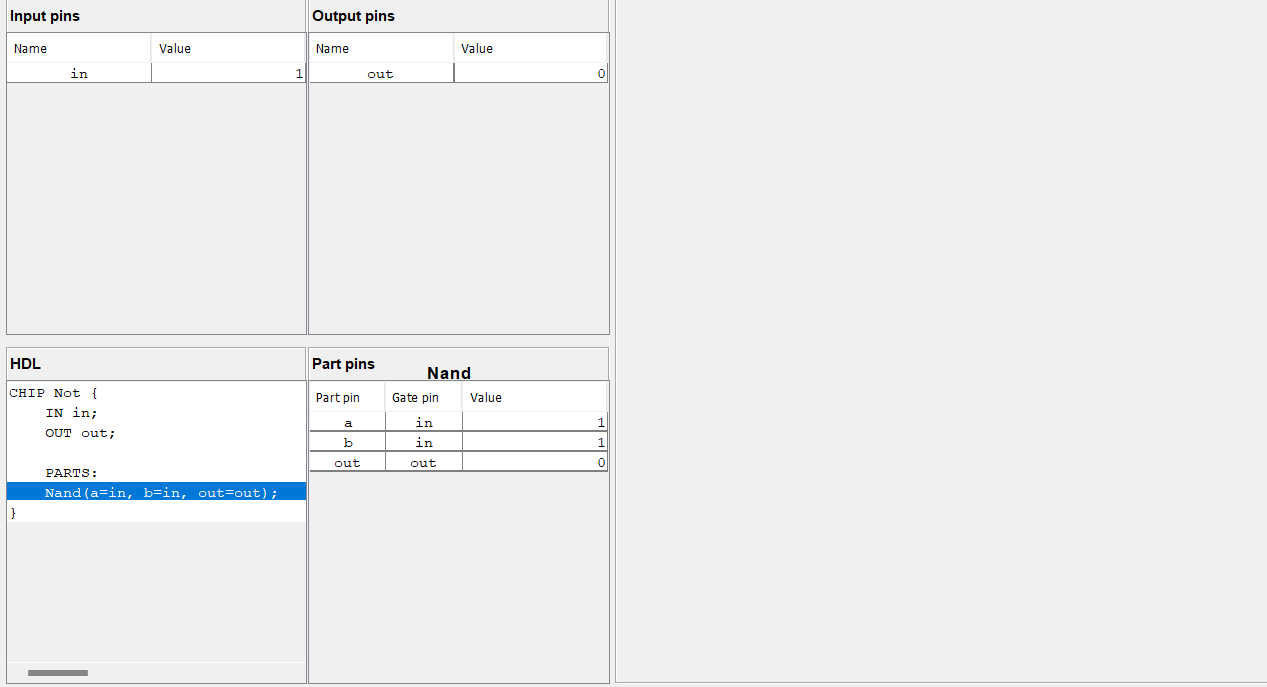 Input pins
Output pins
Name Value
Name Value
in 1
out 0
HDL
Part pins
Nand
CHIP Not {
IN in;
OUT out;
PARTS:
Nand(a=in, b=in, out=out);
}
Part pin Gate pin Value
a in 1
b in 1
out out 0